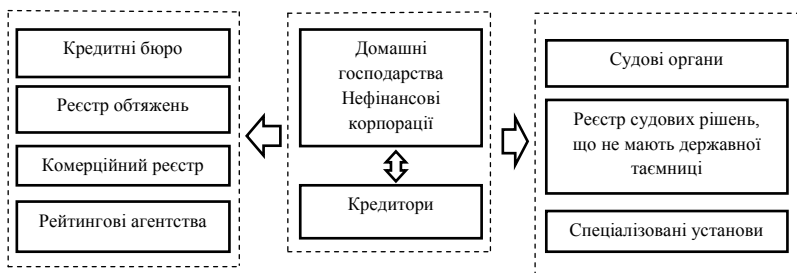 Кредитні бюро
Реєстр обтяжень
Комерційний реєстр
Рейтингові агентства
Домашні
господарства
Нефінансові
корпорації
Кредитори
Судові органи
Реєстр судових рішень,
що не мають державної
таємниці
Спеціалізовані установи